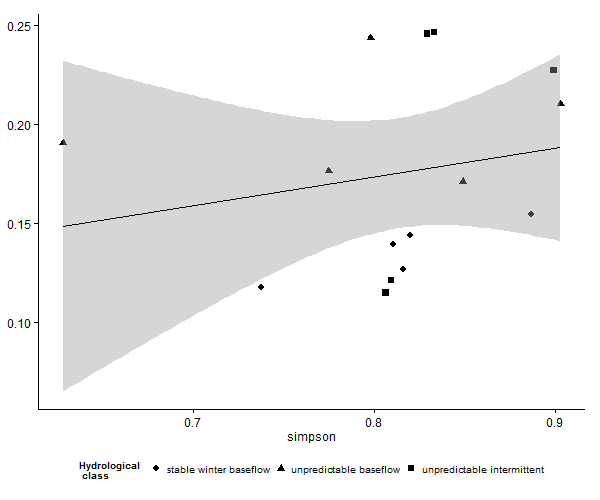 0.25
0.20
0.15
0.10
0.7 0.8 0.9
simpson
Hydrological
class
stable winter baseflow unpredictable baseflow unpredictable intermittent